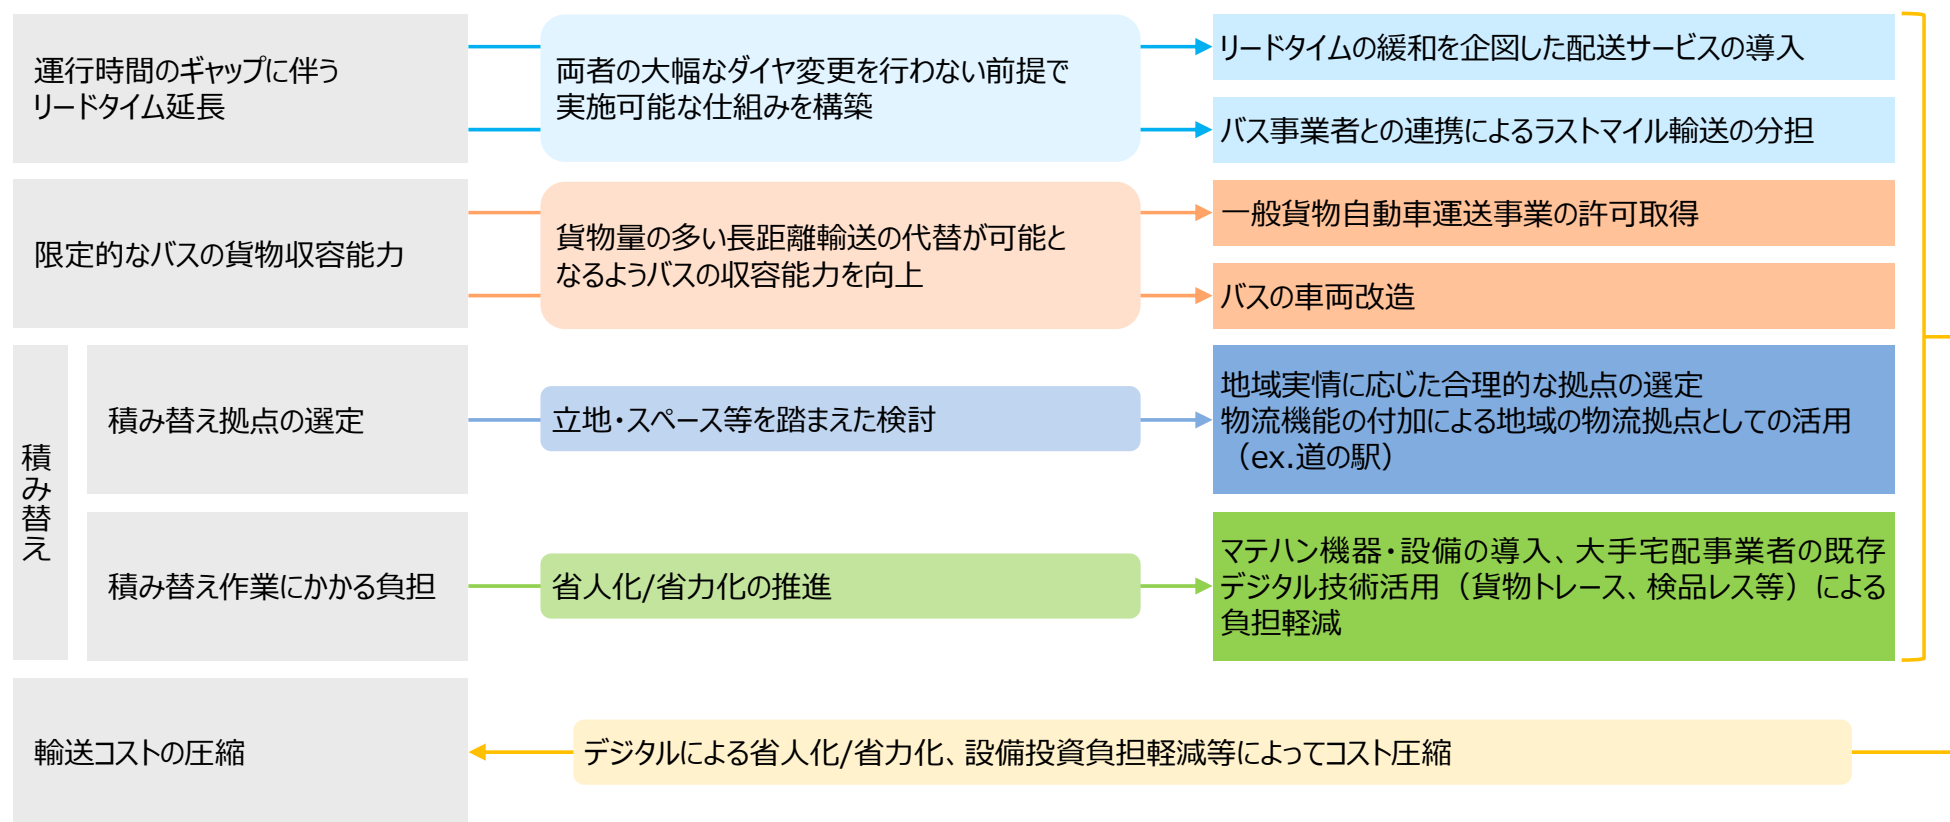 運行時間のギャップに伴う
リードタイム延長
両者の大幅なダイヤ変更を行わない前提で
実施可能な仕組みを構築
リードタイムの緩和を企図した配送サービスの導入
バス事業者との連携によるラストマイル輸送の分担
限定的なバスの貨物収容能力
貨物量の多い長距離輸送の代替が可能と
なるようバスの収容能力を向上
一般貨物自動車運送事業の許可取得
バスの車両改造
積み替え
積み替え拠点の選定
立地・スペース等を踏まえた検討
地域実情に応じた合理的な拠点の選定
物流機能の付加による地域の物流拠点としての活用
（ex.道の駅）
積み替え作業にかかる負担
省人化/省力化の推進
マテハン機器・設備の導入、大手宅配事業者の既存
デジタル技術活用（貨物トレース、検品レス等）による
負担軽減
輸送コストの圧縮
デジタルによる省人化/省力化、設備投資負担軽減等によってコスト圧縮